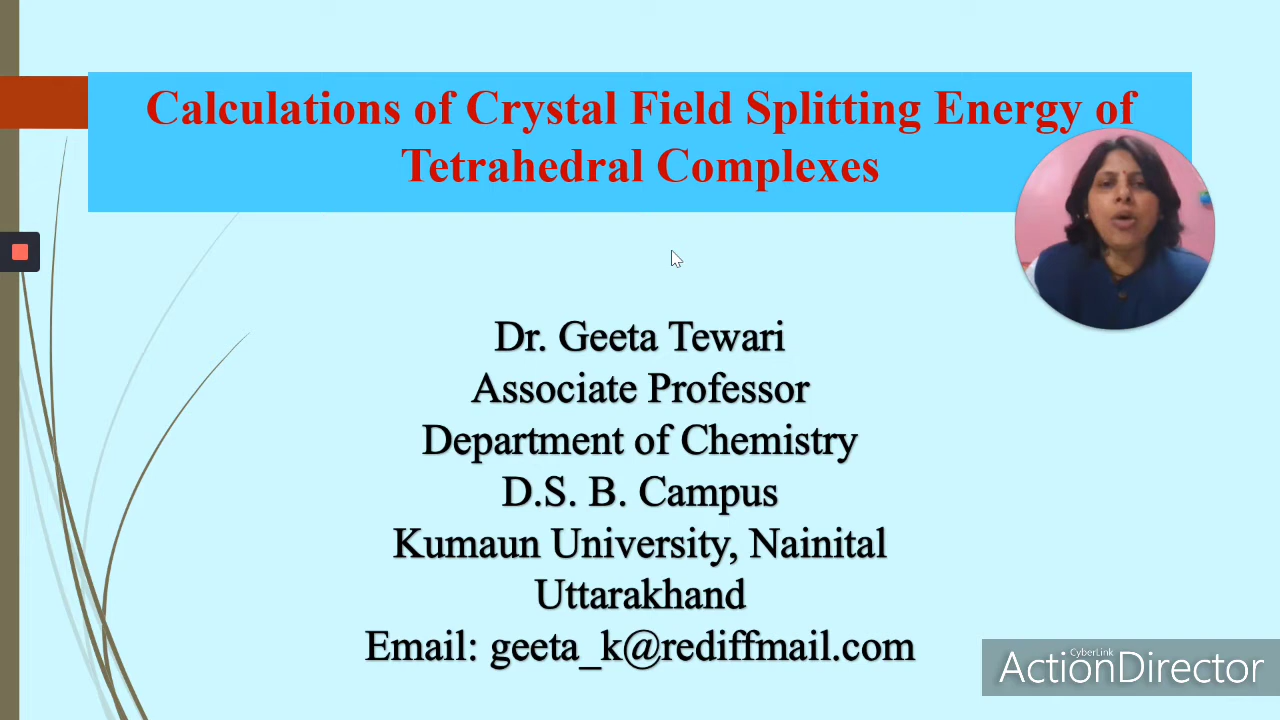 Calculations of Crystal Field Splitting Energy of
Tetrahedral Complexes
Dr. Geeta Tewari
Associate Professor
Department of Chemistry
D.S. B. Campus
Kumaun University, Nainital
Uttarakhand
Email: geeta_k@rediffmail.com
CyberLink
ActionDirector